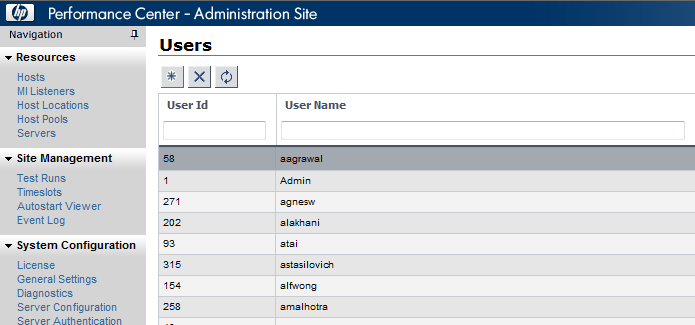 hp Performance Center - Administration Site
Navigation
Resources
Hosts
MI Listeners
Host Locations
Host Pools
Servers
Site Management
Test Runs
Timeslots
Autostart Viewer
Event Log
System Configuration
License
General Settings
Diagnostics
Server Configuration
Server Authentication
Users
User Id User Name
58 aagrawal
1 Admin
271 agnesw
202 alakhani
93 atai
315 astasilovich
154 alfwong
258 amalhotra